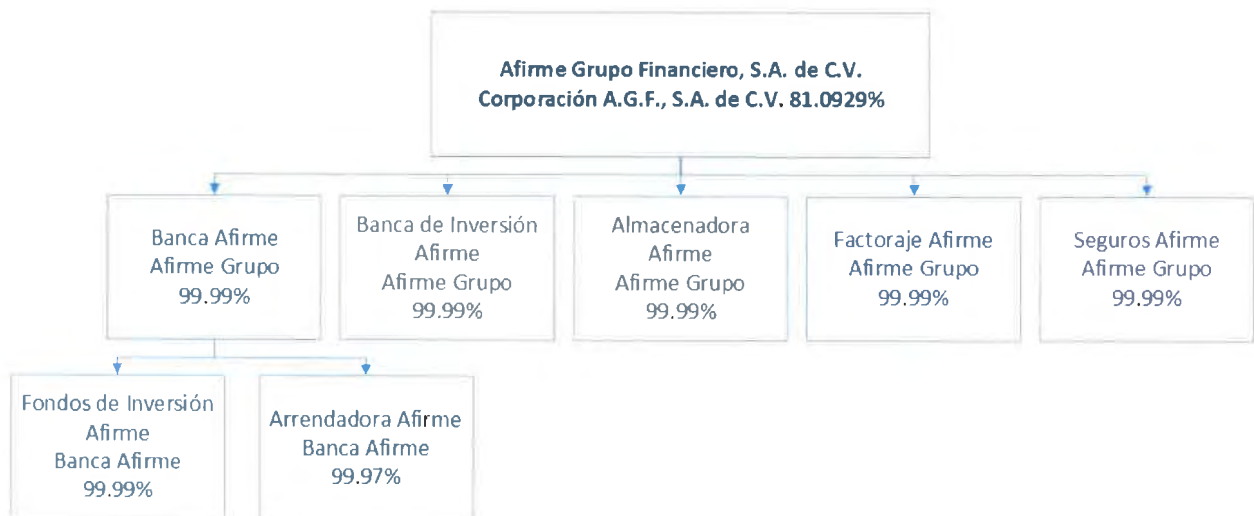 Afirme Grupo Financiero, S.A. de C.V.
Corporación A.G.F., S.A. de C.V. 81.0929%
Banca Afirme
Afirme Grupo
99.99%
Banca de Inversión
Afirme
Afirme Grupo
99.99%
Almacenadora
Afirme
Afirme Grupo
99.99%
Factoraje Afirme
Afirme Grupo
99.99%
Seguros Afirme
Afirme Grupo
99.99%
Fondos de Inversión
Afirme
Banca Afirme
99.99%
Arrendadora Afirme
Banca Afirme
99.97%